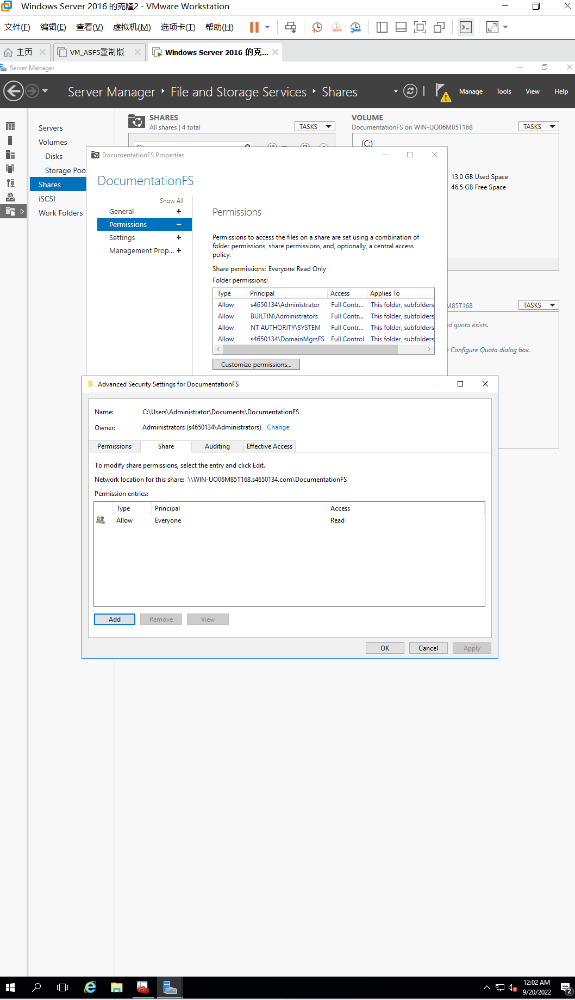 Windows Server 2016 的克隆2 - VMware Workstation
文件(F) 编辑(E) 查看(V) 虚拟机(M) 选项卡(T) 帮助(H)
主页 VM_ASF5重制版 Windows Server 2016 的克...
Server Manager
Server Manager ‣ File and Storage Services ‣ Shares
Manage Tools View Help
Servers
Volumes
Disks
Storage Poo
Shares
iSCSI
Work Folders
SHARES
All shares | 4 total
TASKS
VOLUME
DocumentationFS on WIN-UO06M85T168
TASKS
(C:)
13.0 GB Used Space
46.5 GB Free Space
M85T168
TASKS
ed quota exists.
e Configure Quota dialog box.
DocumentationFS Properties
DocumentationFS
Show All
General +
Permissions –
Settings +
Management Prop... +
Permissions
Permissions to access the files on a share are set using a combination of
folder permissions, share permissions, and, optionally, a central access
policy.
Share permissions: Everyone Read Only
Folder permissions:
Type Principal Access Applies To
Allow s4650134\Administrator Full Contr... This folder, subfolders
Allow BUILTIN\Administrators Full Contr... This folder, subfolders
Allow NT AUTHORITY\SYSTEM Full Contr... This folder, subfolders
Allow s4650134\DomainMgrsFS Full Control This folder, subfolders
Customize permissions...
Advanced Security Settings for DocumentationFS
Name: C:\Users\Administrator\Documents\DocumentationFS
Owner: Administrators (s4650134\Administrators) Change
Permissions Share Auditing Effective Access
To modify share permissions, select the entry and click Edit.
Network location for this share: \\WIN-UO06M85T168.s4650134.com\DocumentationFS
Permission entries:
Type Principal Access
Allow Everyone Read
Add Remove View
OK Cancel Apply
12:02 AM
9/20/2022
2